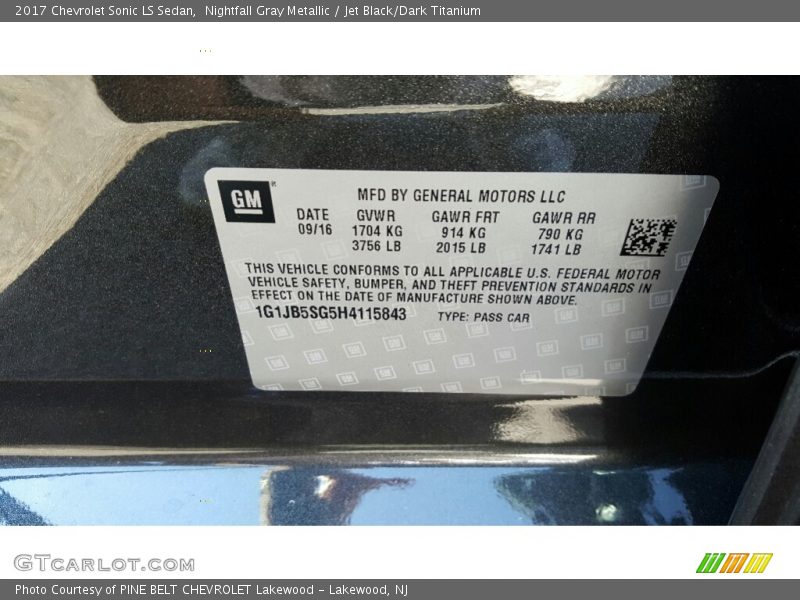 2017 Chevrolet Sonic LS Sedan,  Nightfall Gray Metallic / Jet Black/Dark Titanium
GM
MFD BY GENERAL MOTORS LLC
DATE GVWR GAWR FRT GAWR RR
09/16 1704 KG 914 KG 790 KG
3756 LB 2015 LB 1741 LB
THIS VEHICLE CONFORMS TO ALL APPLICABLE U.S. FEDERAL MOTOR
VEHICLE SAFETY, BUMPER, AND THEFT PREVENTION STANDARDS IN
EFFECT ON THE DATE OF MANUFACTURE SHOWN ABOVE.
1G1JB5SG5H4115843 TYPE: PASS CAR
GTcarlot.com
Photo Courtesy of PINE BELT CHEVROLET Lakewood - Lakewood, NJ